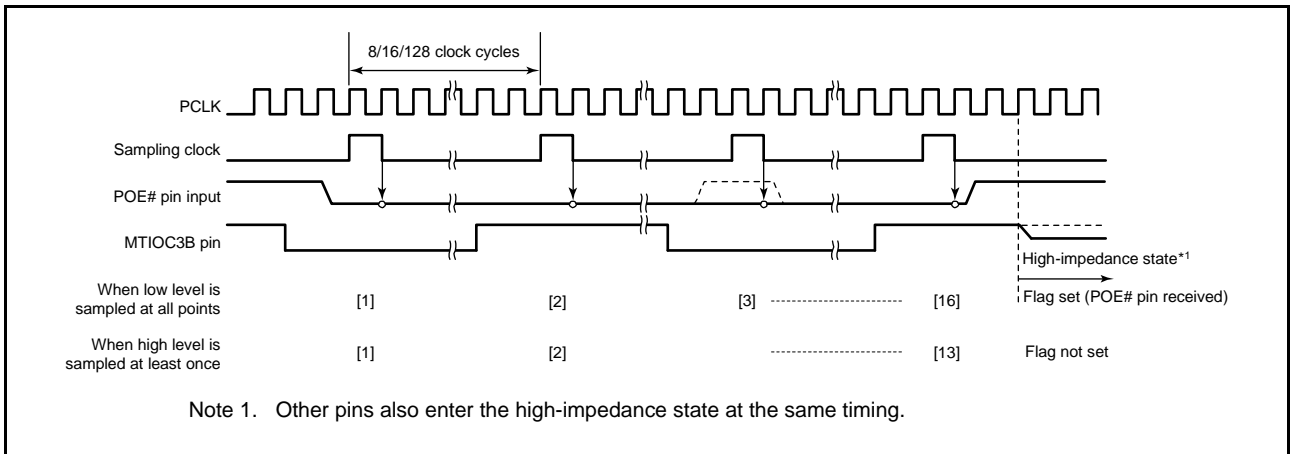 8/16/128 clock cycles
PCLK
Sampling clock
POE# pin input
MTIOC3B pin
High-impedance state*1
When low level is
sampled at all points
[1] [2] [3] [16] Flag set (POE# pin received)
When high level is
sampled at least once
[1] [2] [13] Flag not set
Note 1. Other pins also enter the high-impedance state at the same timing.